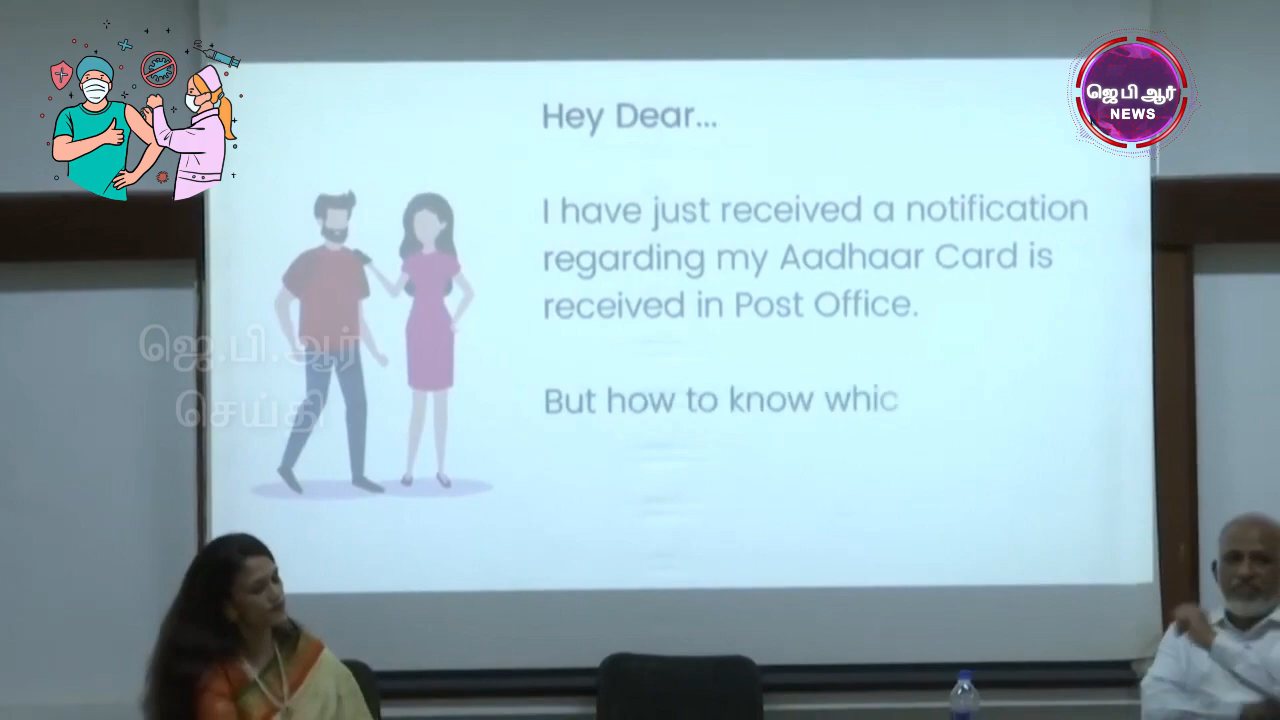 Hey Dear...
I have just received a notification
regarding my Aadhaar Card is
received in Post Office.
But how to know whic
ஜெ பி ஆர்
NEWS
ஜெ.பி.ஆர்
செய்தி